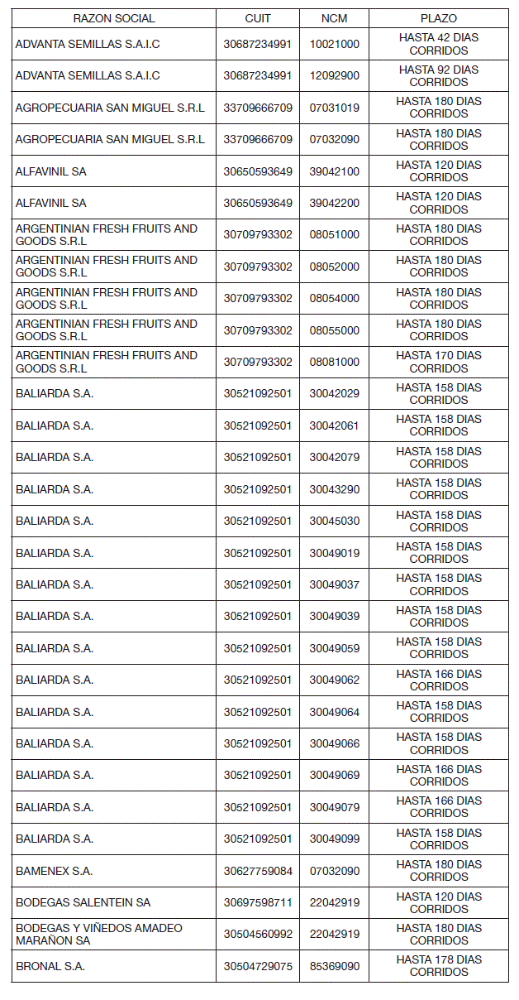 RAZON SOCIAL CUIT NCM PLAZO
ADVANTA SEMILLAS S.A.I.C 30687234991 10021000 HASTA 42 DIAS
CORRIDOS
ADVANTA SEMILLAS S.A.I.C 30687234991 12092900 HASTA 92 DIAS
CORRIDOS
AGROPECUARIA SAN MIGUEL S.R.L 33709666709 07031019 HASTA 180 DIAS
CORRIDOS
AGROPECUARIA SAN MIGUEL S.R.L 33709666709 07032090 HASTA 180 DIAS
CORRIDOS
ALFAVINIL SA 30650593649 39042100 HASTA 120 DIAS
CORRIDOS
ALFAVINIL SA 30650593649 39042200 HASTA 120 DIAS
CORRIDOS
ARGENTINIAN FRESH FRUITS AND
GOODS S.R.L 30709793302 08051000 HASTA 180 DIAS
CORRIDOS
ARGENTINIAN FRESH FRUITS AND
GOODS S.R.L 30709793302 08052000 HASTA 180 DIAS
CORRIDOS
ARGENTINIAN FRESH FRUITS AND
GOODS S.R.L 30709793302 08054000 HASTA 180 DIAS
CORRIDOS
ARGENTINIAN FRESH FRUITS AND
GOODS S.R.L 30709793302 08055000 HASTA 180 DIAS
CORRIDOS
ARGENTINIAN FRESH FRUITS AND
GOODS S.R.L 30709793302 08081000 HASTA 170 DIAS
CORRIDOS
BALIARDA S.A. 30521092501 30042029 HASTA 158 DIAS
CORRIDOS
BALIARDA S.A. 30521092501 30042061 HASTA 158 DIAS
CORRIDOS
BALIARDA S.A. 30521092501 30042079 HASTA 158 DIAS
CORRIDOS
BALIARDA S.A. 30521092501 30043290 HASTA 158 DIAS
CORRIDOS
BALIARDA S.A. 30521092501 30045030 HASTA 158 DIAS
CORRIDOS
BALIARDA S.A. 30521092501 30049019 HASTA 158 DIAS
CORRIDOS
BALIARDA S.A. 30521092501 30049037 HASTA 158 DIAS
CORRIDOS
BALIARDA S.A. 30521092501 30049039 HASTA 158 DIAS
CORRIDOS
BALIARDA S.A. 30521092501 30049059 HASTA 158 DIAS
CORRIDOS
BALIARDA S.A. 30521092501 30049062 HASTA 166 DIAS
CORRIDOS
BALIARDA S.A. 30521092501 30049064 HASTA 158 DIAS
CORRIDOS
BALIARDA S.A. 30521092501 30049066 HASTA 158 DIAS
CORRIDOS
BALIARDA S.A. 30521092501 30049069 HASTA 166 DIAS
CORRIDOS
BALIARDA S.A. 30521092501 30049079 HASTA 166 DIAS
CORRIDOS
BALIARDA S.A. 30521092501 30049099 HASTA 158 DIAS
CORRIDOS
BAMENEX S.A. 30627759084 07032090 HASTA 180 DIAS
CORRIDOS
BODEGAS SALENTEIN SA 30697598711 22042919 HASTA 120 DIAS
CORRIDOS
BODEGAS Y VIÑEDOS AMADEO
MARAÑON SA 30504560992 22042919 HASTA 180 DIAS
CORRIDOS
BRONAL S.A. 30504729075 85369090 HASTA 178 DIAS
CORRIDOS